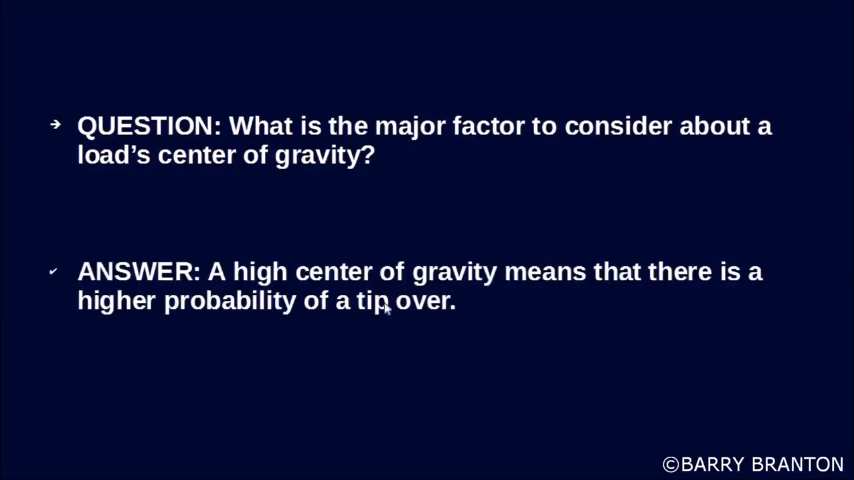 QUESTION: What is the major factor to consider about a
load’s center of gravity?
ANSWER: A high center of gravity means that there is a
higher probability of a tip over.
©BARRY BRANTON